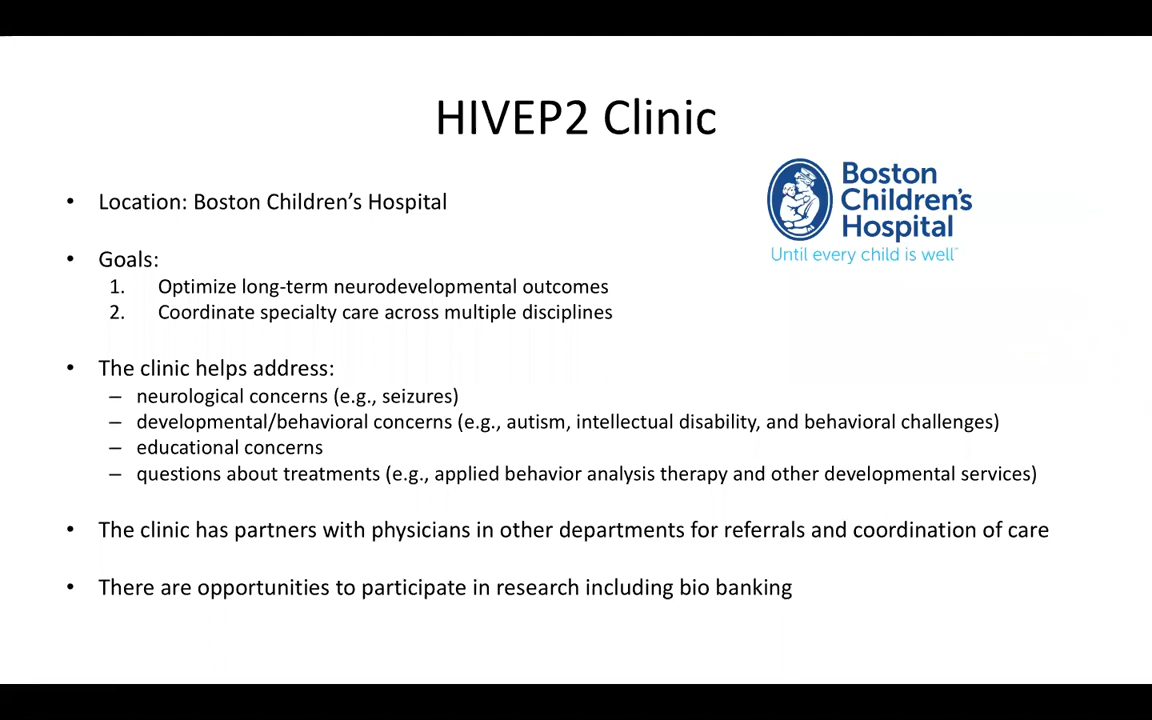 HIVEP2 Clinic
Boston
Children's
Hospital
Until every child is well™
• Location: Boston Children's Hospital
• Goals:
1. Optimize long-term neurodevelopmental outcomes
2. Coordinate specialty care across multiple disciplines
• The clinic helps address:
– neurological concerns (e.g., seizures)
– developmental/behavioral concerns (e.g., autism, intellectual disability, and behavioral challenges)
– educational concerns
– questions about treatments (e.g., applied behavior analysis therapy and other developmental services)
• The clinic has partners with physicians in other departments for referrals and coordination of care
• There are opportunities to participate in research including bio banking